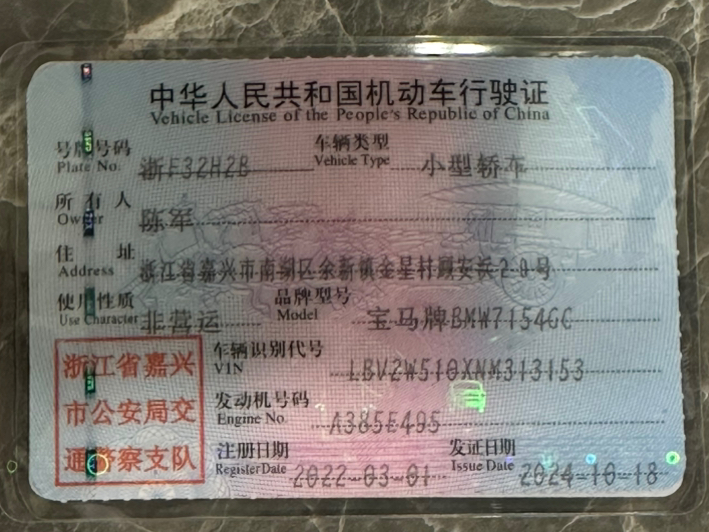 中华人民共和国机动车行驶证
Vehicle License of the People's Republic of China
号牌号码 浙F32H2B 车辆类型 小型轿车
Plate No. Vehicle Type
所有人 陈军
Owner
住址 浙江省嘉兴市南湖区余新镇金星村顾安浜29号
Address
使用性质 非营运 品牌型号 宝马牌BMW7154GC
Use Character Model
浙江省嘉兴
市公安局交
通警察支队
车辆识别代号 LBV2W510XNM313153
VIN
发动机号码 A385E495
Engine No.
注册日期 2022-03-01 发证日期 2024-10-18
Register Date Issue Date